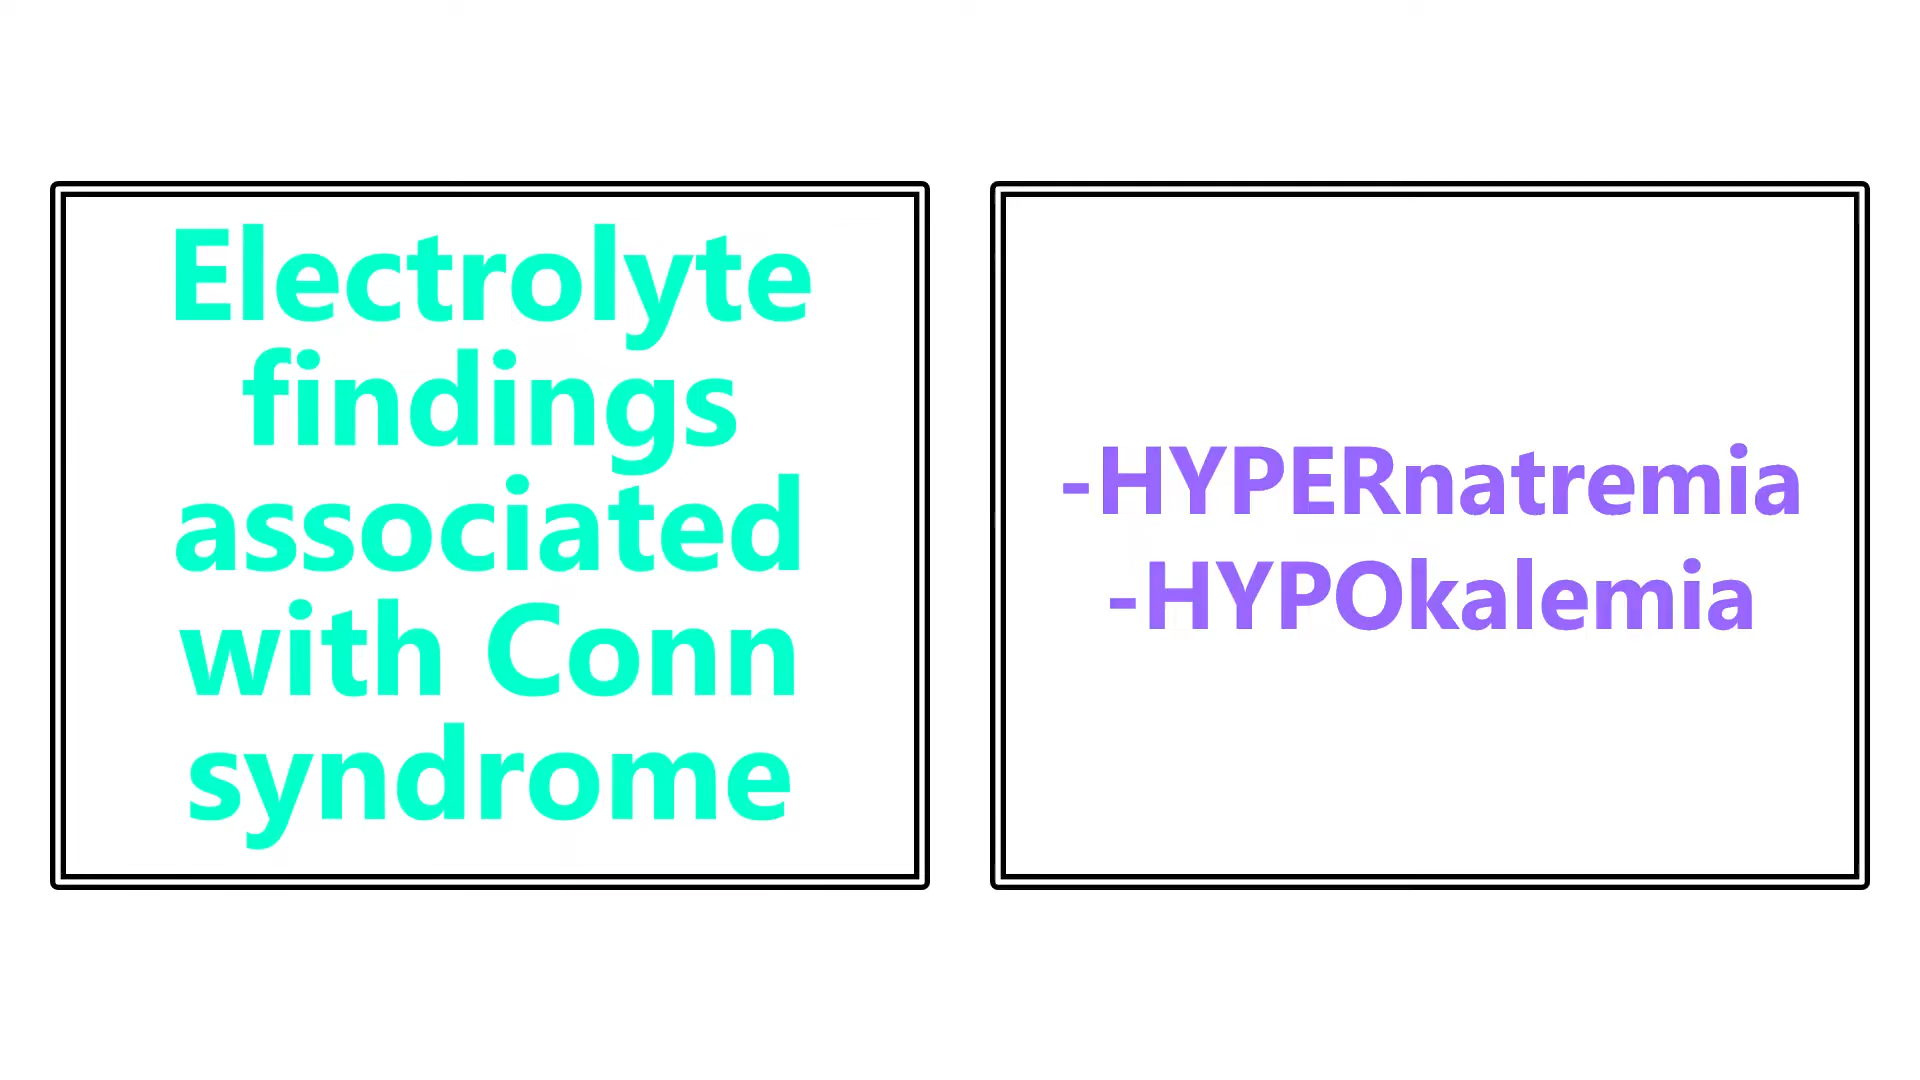 Electrolyte
findings
associated
with Conn
syndrome
-HYPERnatremia
-HYPOkalemia